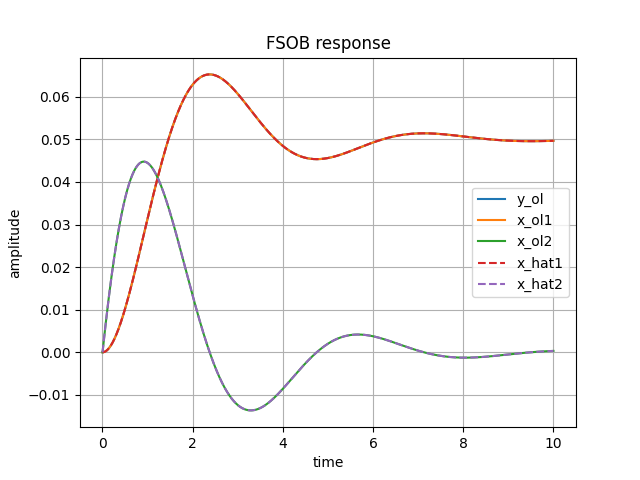 FSOB response
amplitude
0.06
0.05
0.04
0.03
0.02
0.01
0.00
−0.01
y_ol
x_ol1
x_ol2
x_hat1
x_hat2
0 2 4 6 8 10
time